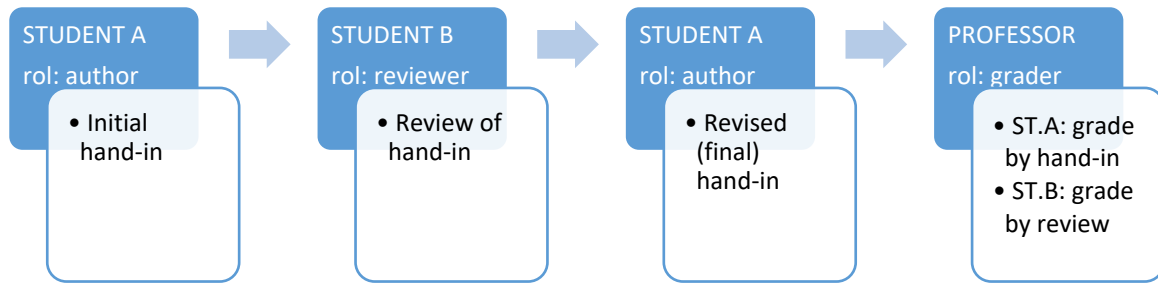 STUDENT A
rol: author
• Initial
hand-in
STUDENT B
rol: reviewer
• Review of
hand-in
STUDENT A
rol: author
• Revised
(final)
hand-in
PROFESSOR
rol: grader
• ST.A: grade
by hand-in
• ST.B: grade
by review